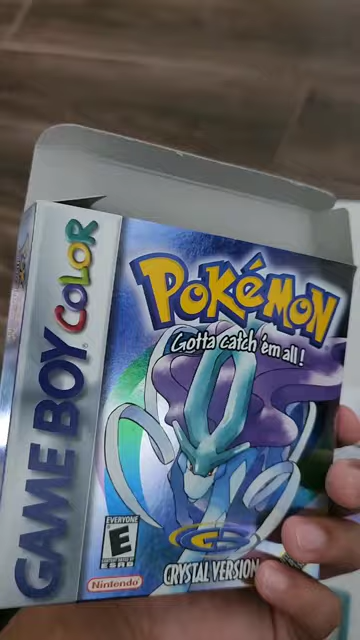 GAME BOY COLOR
POKéMON
Gotta catch 'em all!
EVERYONE
E
ESRB
Nintendo
CRYSTAL VERSION